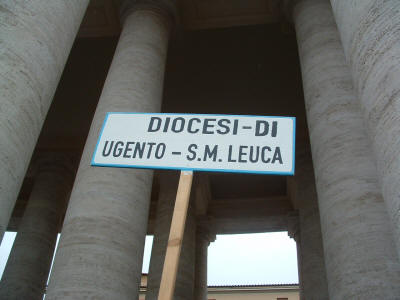 DIOCESI-DI
UGENTO - S.M. LEUCA